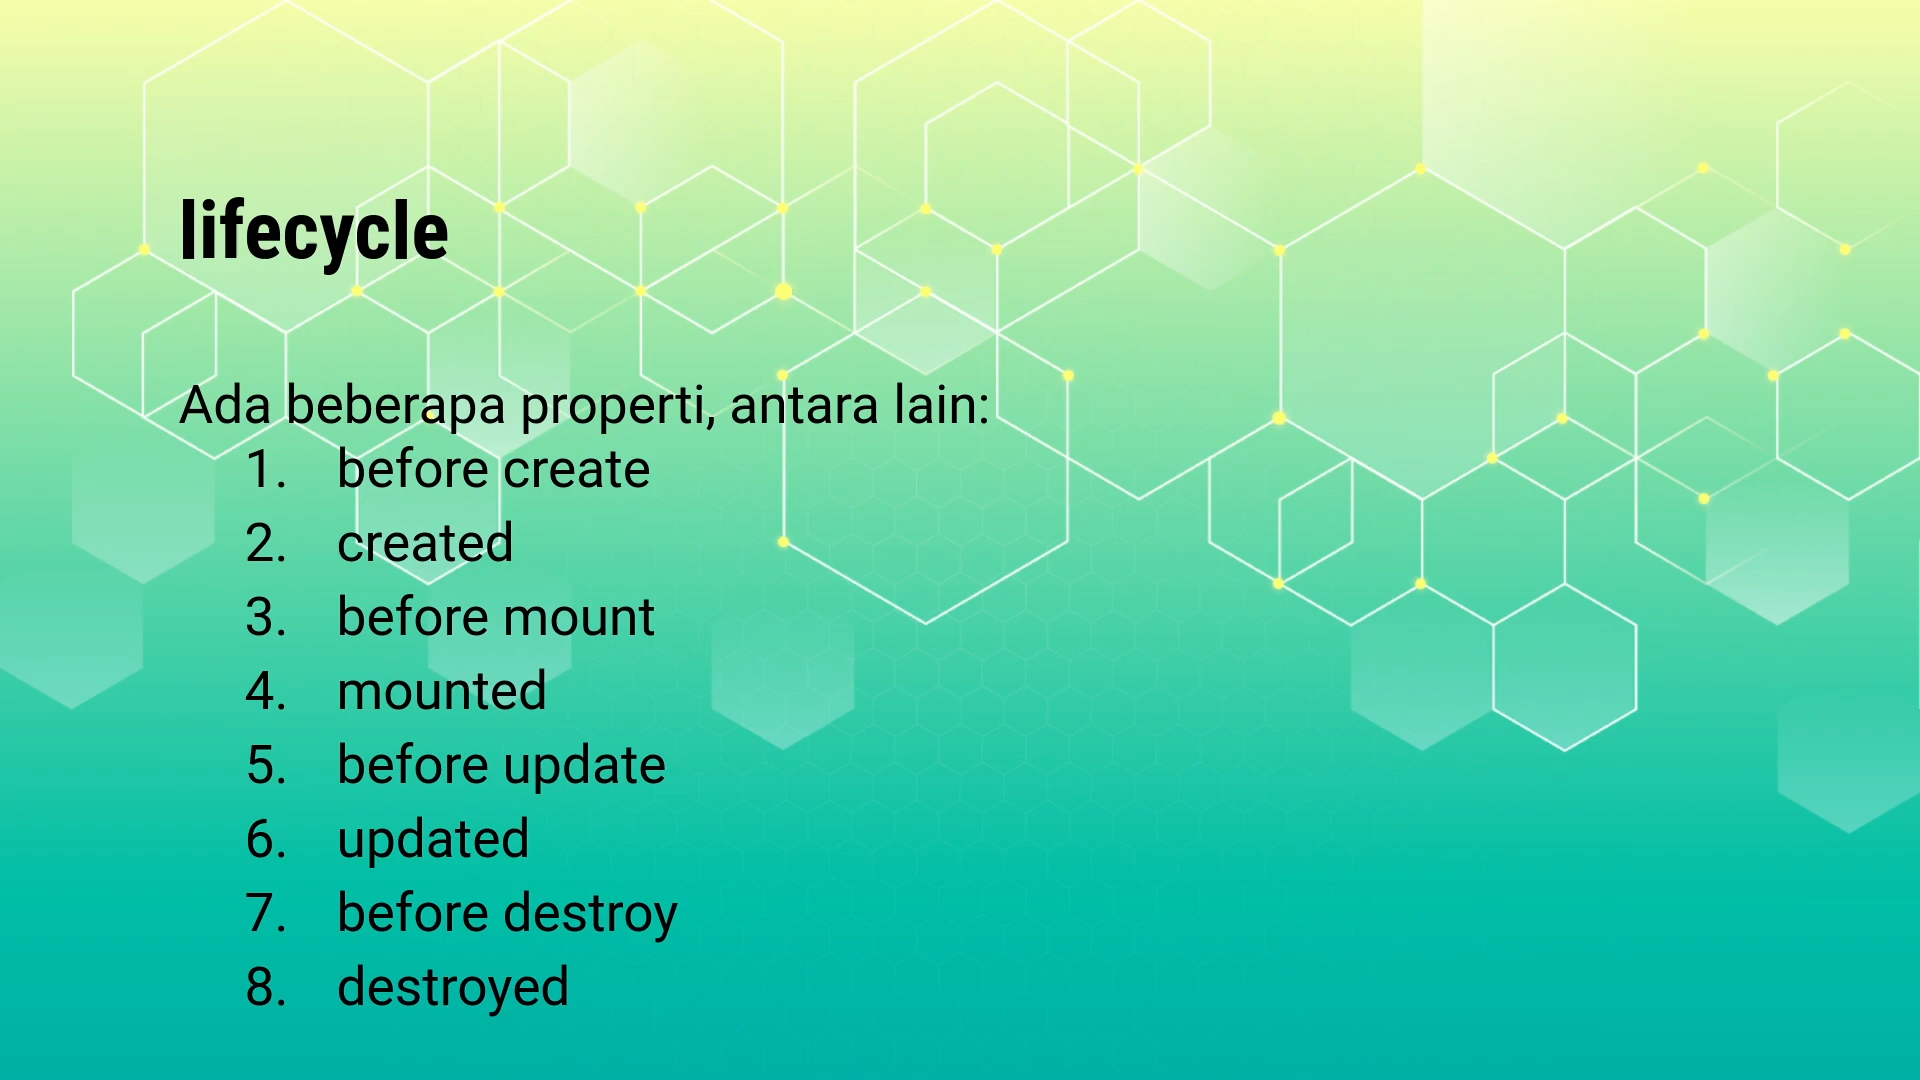 lifecycle
Ada beberapa properti, antara lain:
1. before create
2. created
3. before mount
4. mounted
5. before update
6. updated
7. before destroy
8. destroyed